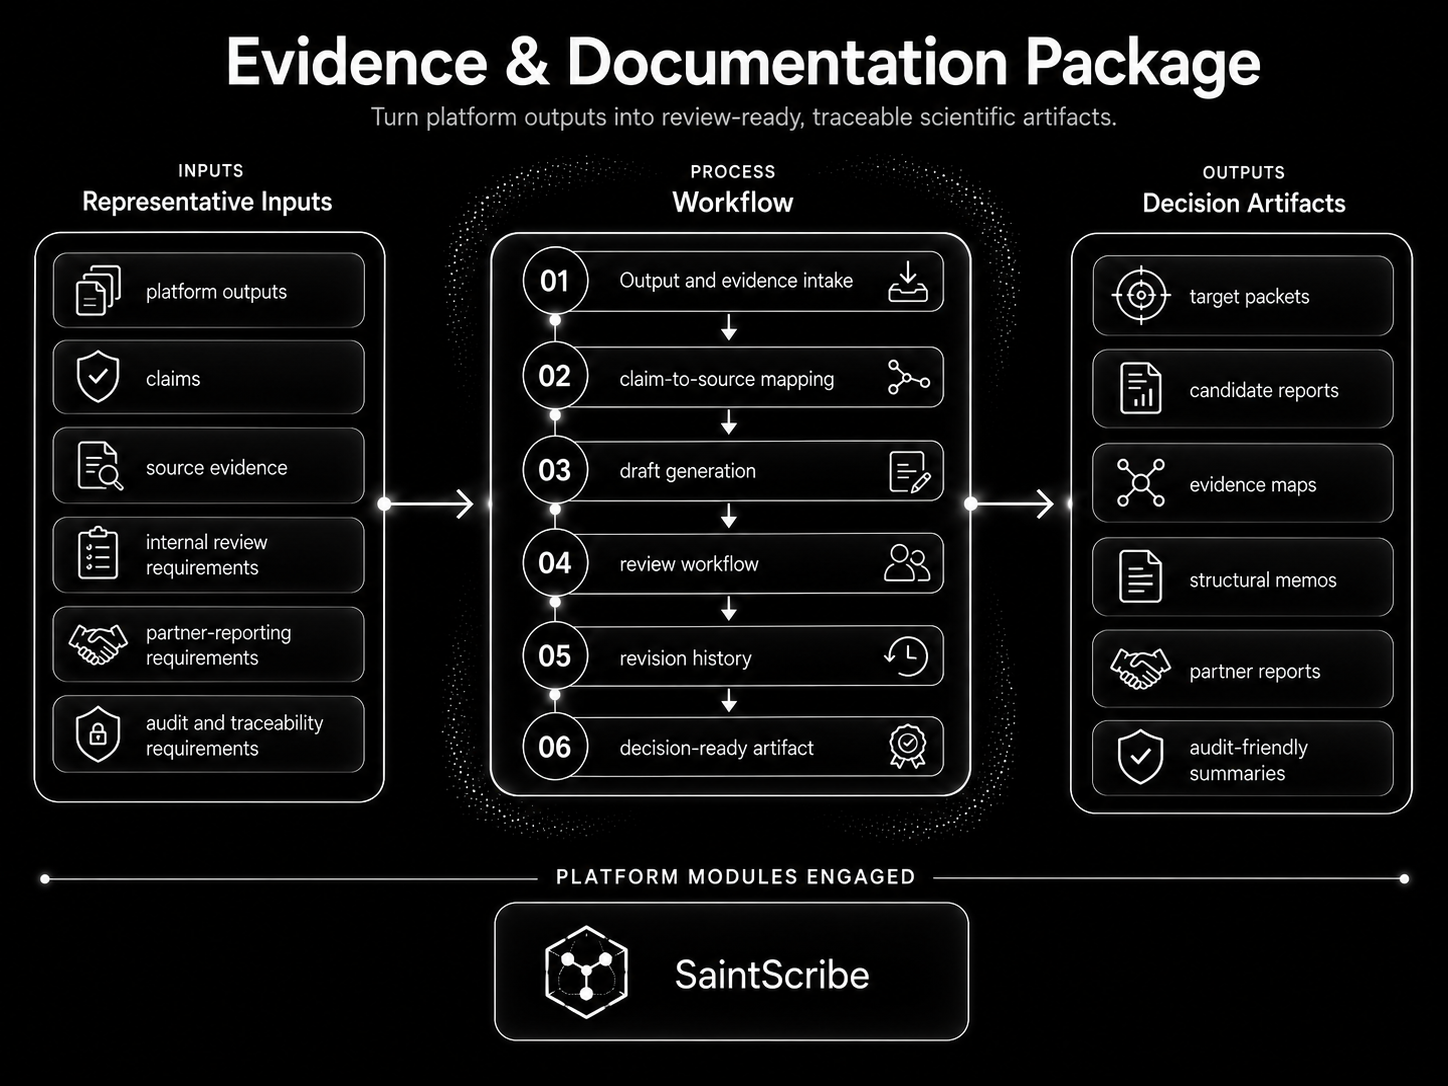 Evidence & Documentation Package
Turn platform outputs into review-ready, traceable scientific artifacts.
INPUTS
Representative Inputs
platform outputs
claims
source evidence
internal review
requirements
partner-reporting
requirements
audit and traceability
requirements
PROCESS
Workflow
01 Output and evidence intake
02 claim-to-source mapping
03 draft generation
04 review workflow
05 revision history
06 decision-ready artifact
OUTPUTS
Decision Artifacts
target packets
candidate reports
evidence maps
structural memos
partner reports
audit-friendly
summaries
PLATFORM MODULES ENGAGED
SaintScribe